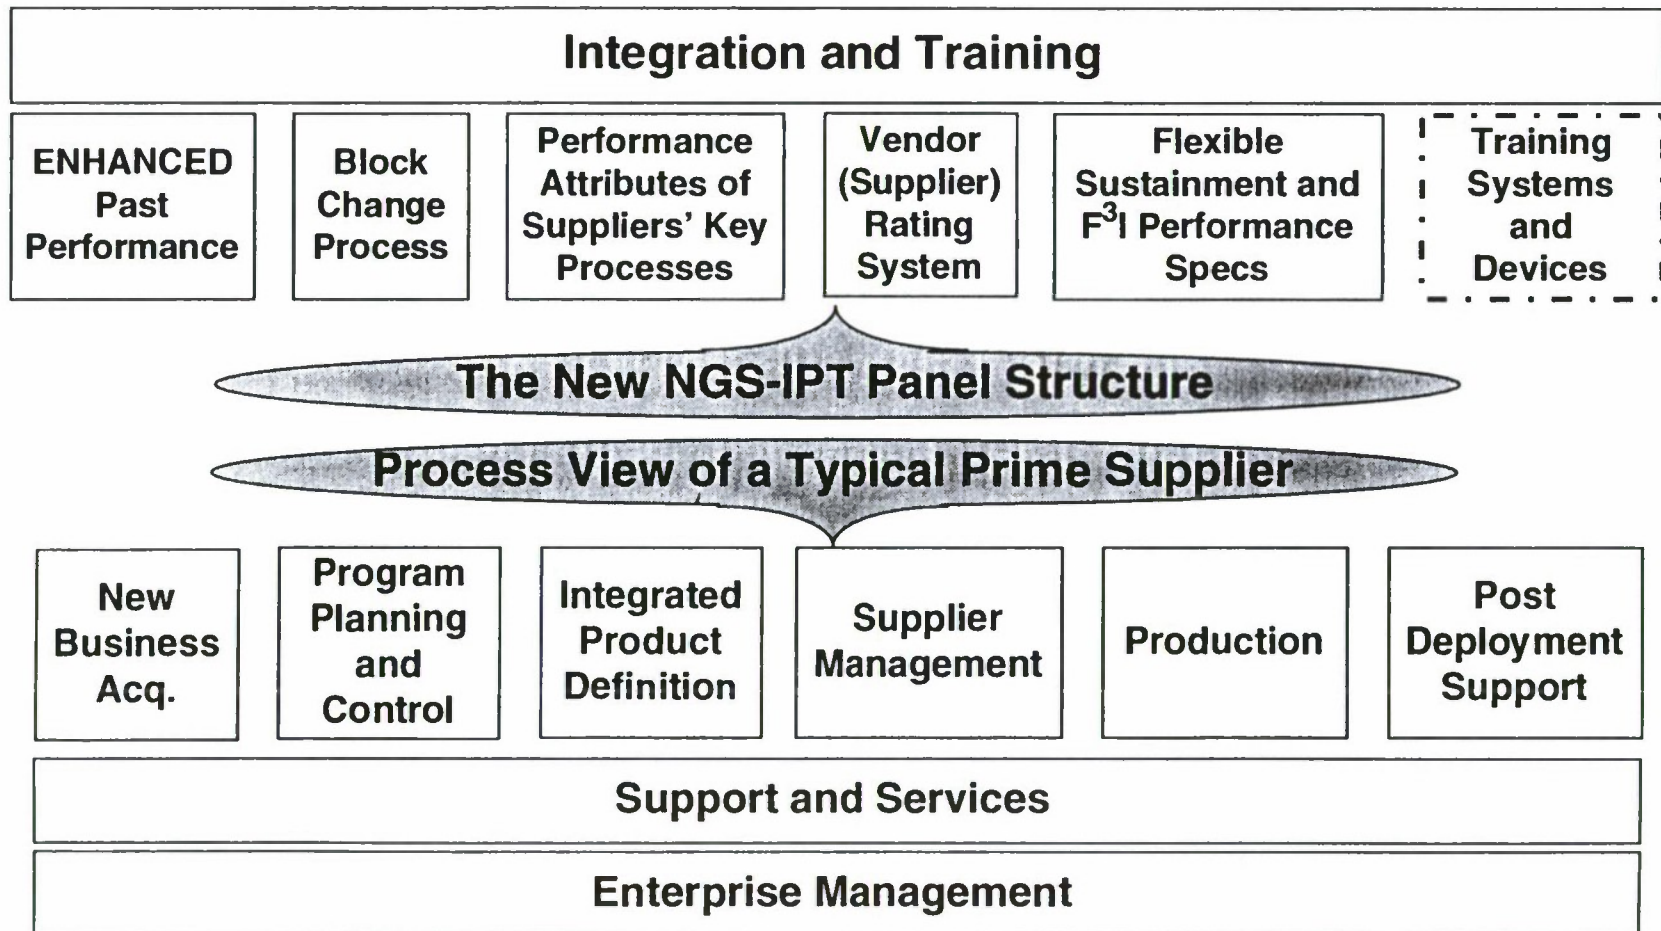 Integration and Training
ENHANCED
Past
Performance
Block
Change
Process
Performance
Attributes of
Suppliers' Key
Processes
Vendor
(Supplier)
Rating
System
Flexible
Sustainment and
F³I Performance
Specs
Training
Systems
and
Devices
The New NGS-IPT Panel Structure
Process View of a Typical Prime Supplier
New
Business
Acq.
Program
Planning
and
Control
Integrated
Product
Definition
Supplier
Management
Production
Post
Deployment
Support
Support and Services
Enterprise Management